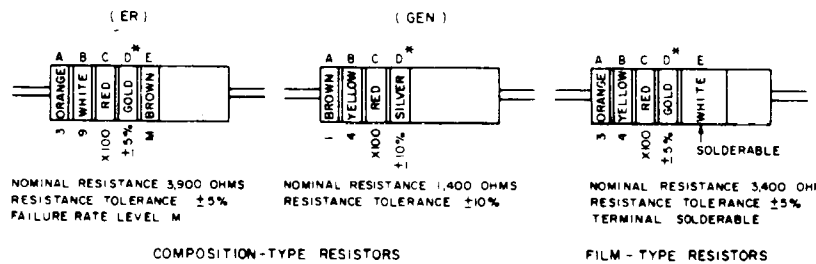 (ER)
A B C D* E
ORANGE WHITE RED GOLD BROWN
3 9 X100 ±5% M
NOMINAL RESISTANCE 3,900 OHMS
RESISTANCE TOLERANCE ±5%
FAILURE RATE LEVEL M
(GEN)
A B C D*
BROWN YELLOW RED SILVER
1 4 X100 ±10%
NOMINAL RESISTANCE 1,400 OHMS
RESISTANCE TOLERANCE ±10%
COMPOSITION-TYPE RESISTORS
A B C D* E
ORANGE YELLOW RED GOLD WHITE
3 4 X100 ±5% SOLDERABLE
NOMINAL RESISTANCE 3,400 OH
RESISTANCE TOLERANCE ±5%
TERMINAL SOLDERABLE
FILM-TYPE RESISTORS